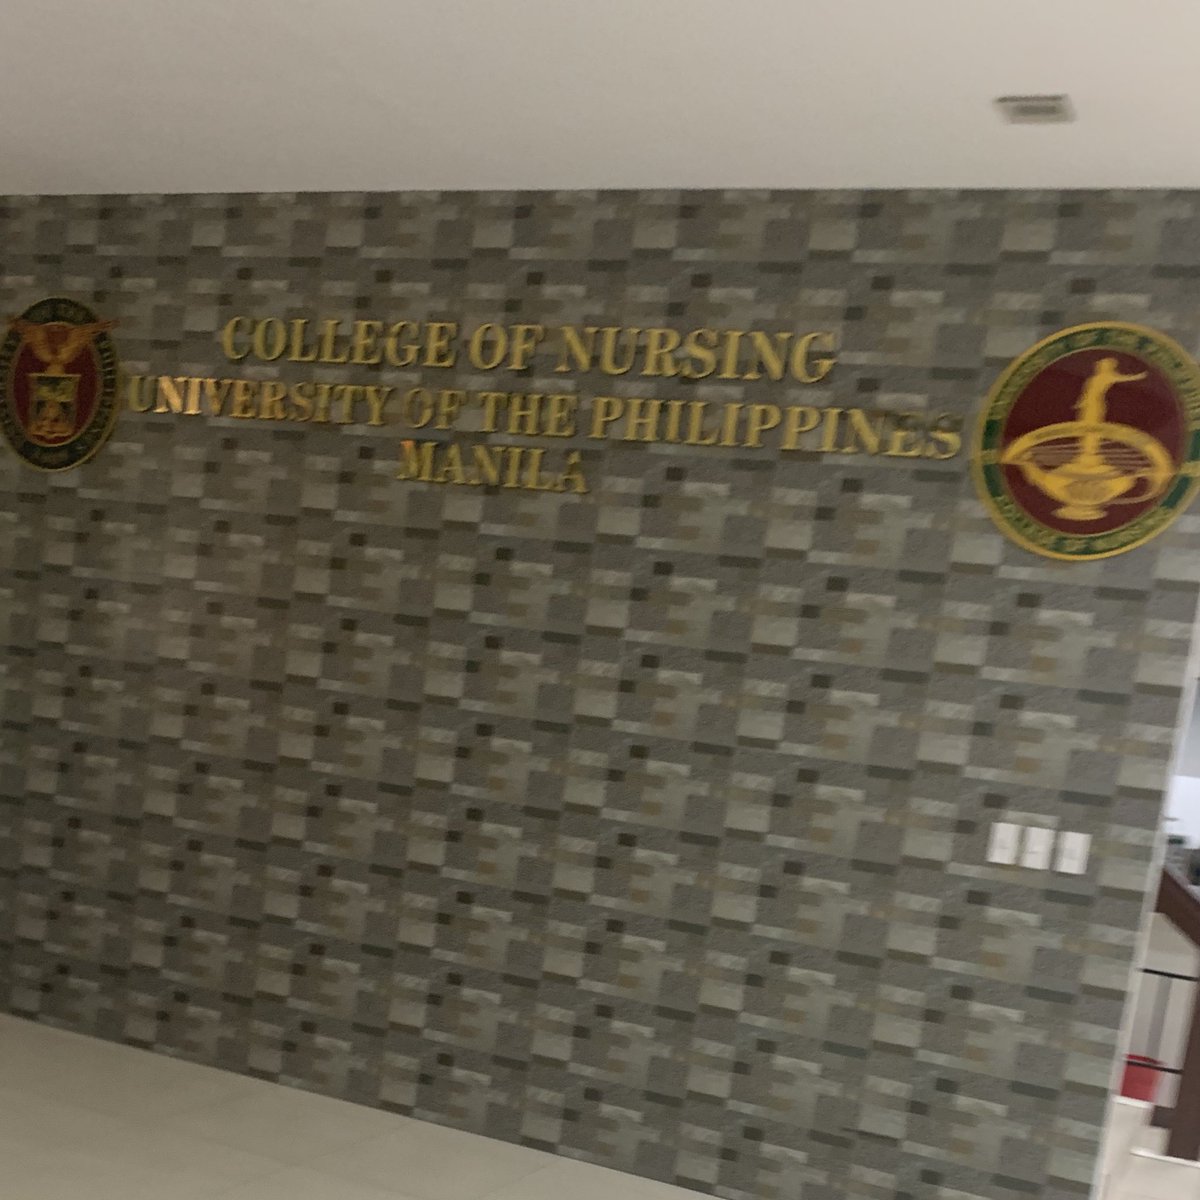 COLLEGE OF NURSING
UNIVERSITY OF THE PHILIPPINES
MANILA